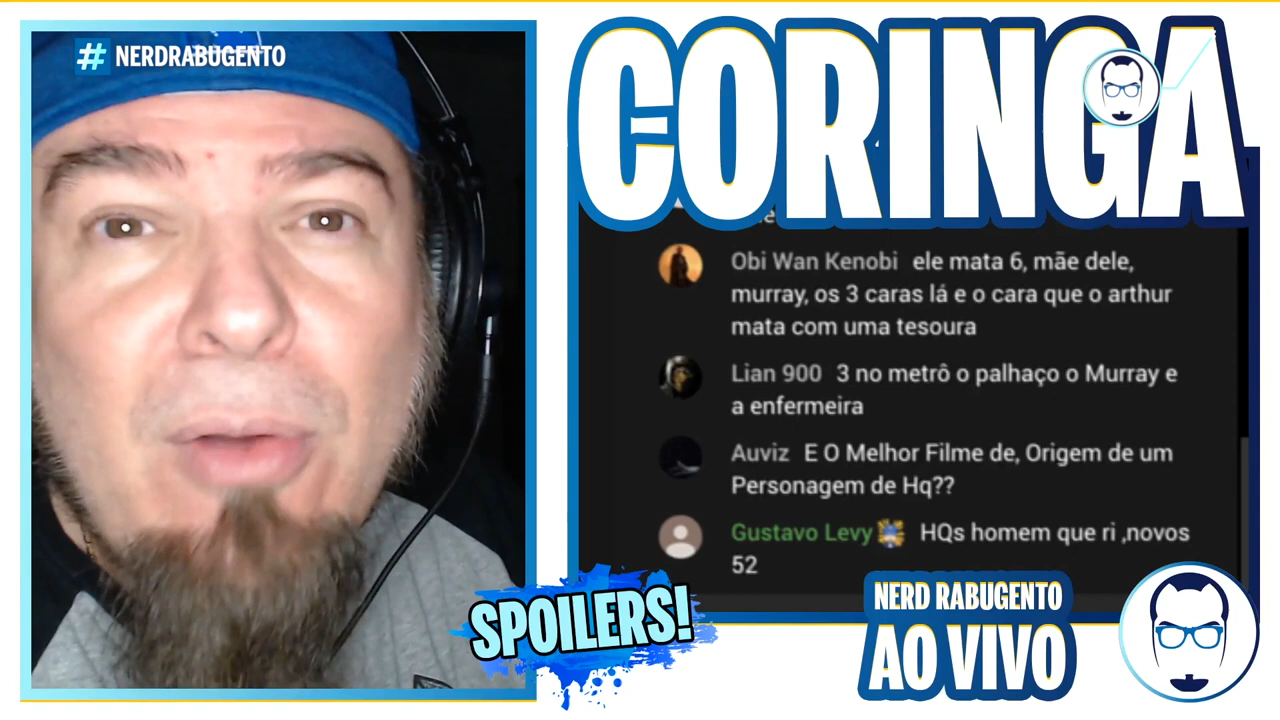 # NERDRABUGENTO
CORINGA
Obi Wan Kenobi ele mata 6, mãe dele,
murray, os 3 caras lá e o cara que o arthur
mata com uma tesoura
Lian 900 3 no metrô o palhaço o Murray e
a enfermeira
Auviz E O Melhor Filme de, Origem de um
Personagem de Hq??
Gustavo Levy HQs homem que ri ,novos
52
SPOILERS!
NERD RABUGENTO
AO VIVO